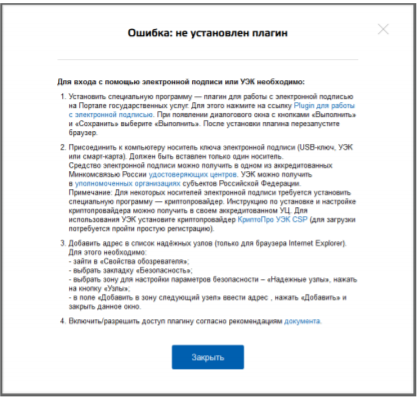 Ошибка: не установлен плагин
Для входа с помощью электронной подписи или УЭК необходимо:
1. Установить специальную программу — плагин для работы с электронной подписью
на Портале государственных услуг. Для этого нажмите на ссылку Plugin для работы
с электронной подписью. При появлении диалогового окна с кнопками «Выполнить»
и «Сохранить» выберите «Выполнить». После установки плагина перезапустите
браузер.
2. Присоединить к компьютеру носитель ключа электронной подписи (USB-ключ, УЭК
или смарт-карта). Должен быть вставлен только один носитель.
Средство электронной подписи можно получить в одном из аккредитованных
Минкомсвязью России удостоверяющих центров. УЭК можно получить
в уполномоченных организациях субъектов Российской Федерации.
Примечание: Для некоторых носителей электронной подписи требуется установить
специальную программу — криптопровайдер. Инструкцию по установке и настройке
криптопровайдера можно получить в своем аккредитованном УЦ. Для
использования УЭК установите криптопровайдер КриптоПро УЭК CSP (для загрузки
потребуется пройти простую регистрацию).
3. Добавить адрес в список надёжных узлов (только для браузера Internet Explorer).
Для этого необходимо:
- зайти в «Свойства обозревателя»;
- выбрать закладку «Безопасность»;
- выбрать зону для настройки параметров безопасности – «Надежные узлы», нажать
на кнопку «Узлы»;
- в поле «Добавить в зону следующий узел» ввести адрес , нажать «Добавить» и
закрыть данное окно.
4. Включить/разрешить доступ плагину согласно рекомендациям документа.
Закрыть